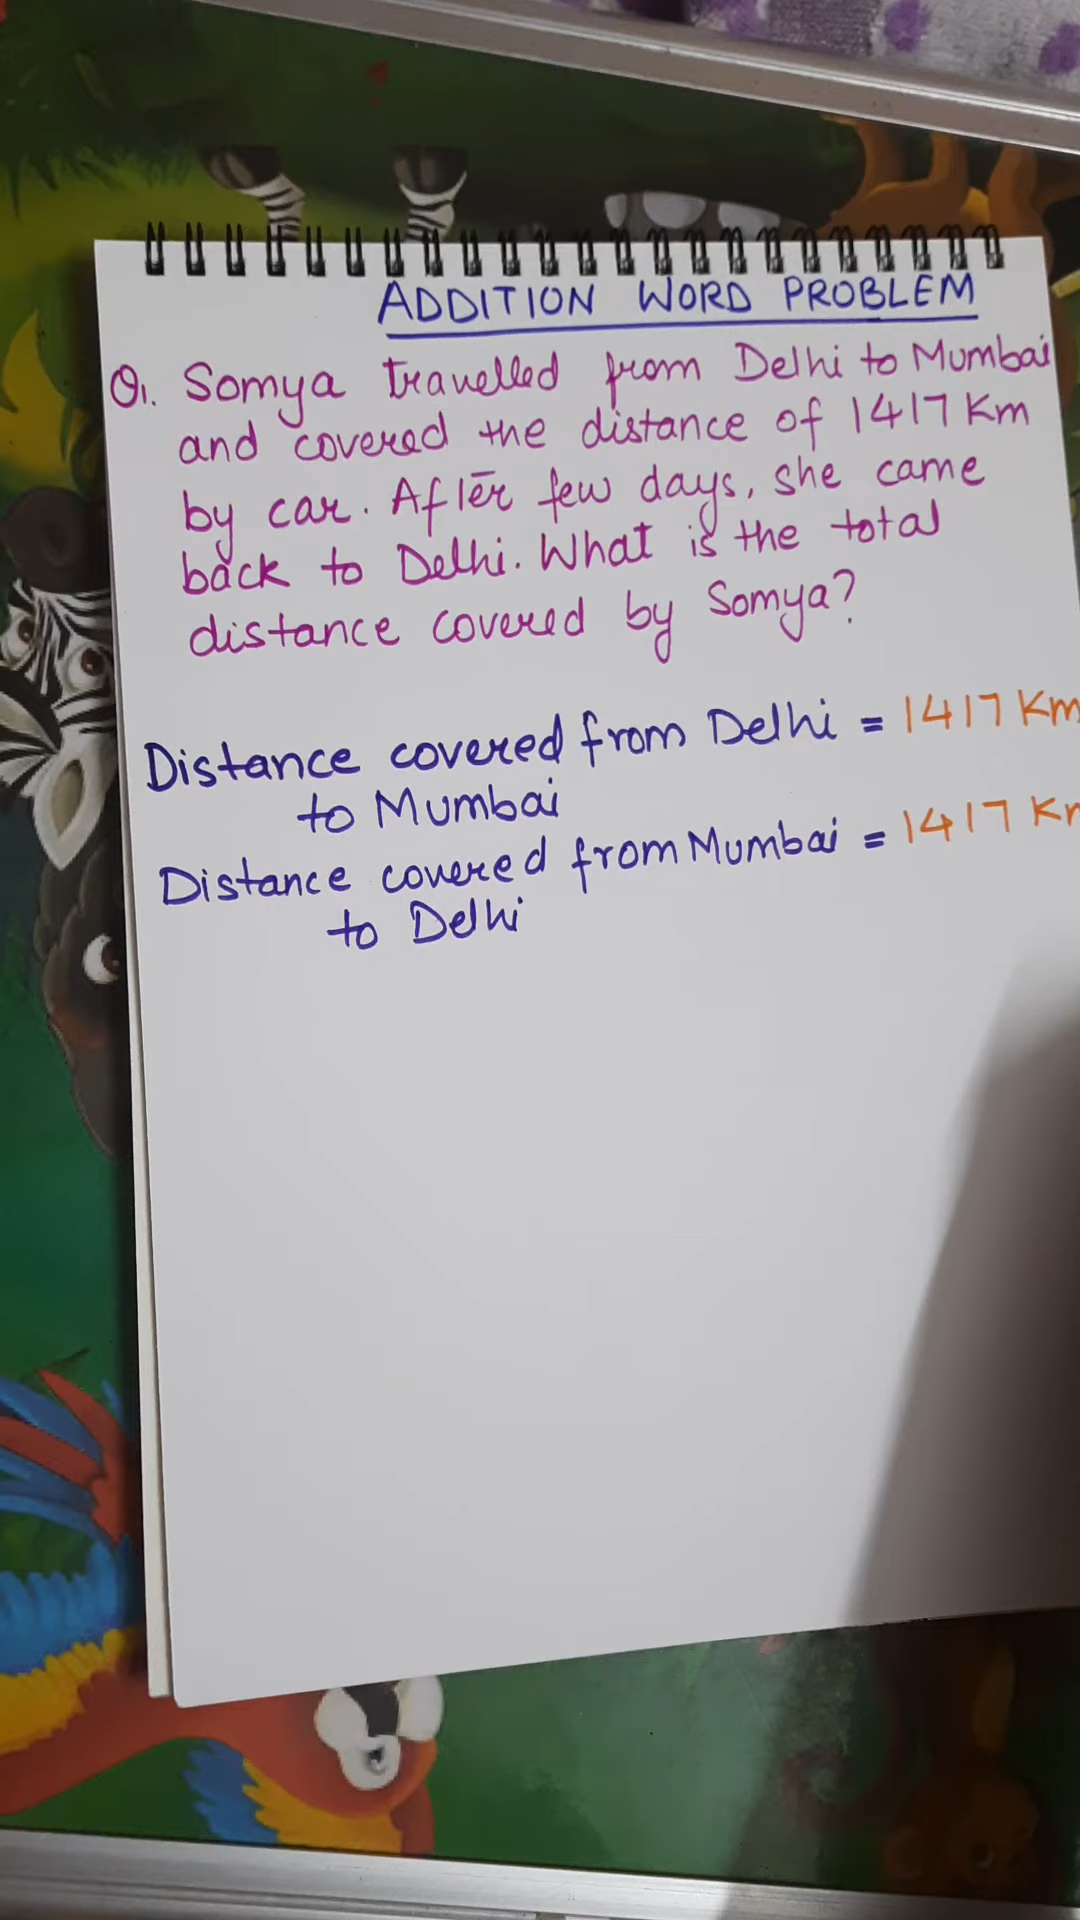 ADDITION WORD PROBLEM
Q1. Somya travelled from Delhi to Mumbai
and covered the distance of 1417 Km
by car. After few days, she came
back to Delhi. What is the total
distance covered by Somya?
Distance covered from Delhi = 1417 Km
to Mumbai
Distance covered from Mumbai = 1417 Km
to Delhi